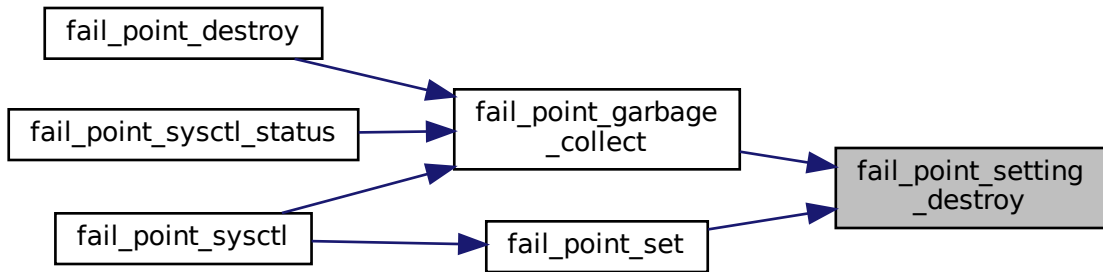 fail_point_destroy
fail_point_sysctl_status
fail_point_sysctl
fail_point_garbage
_collect
fail_point_set
fail_point_setting
_destroy